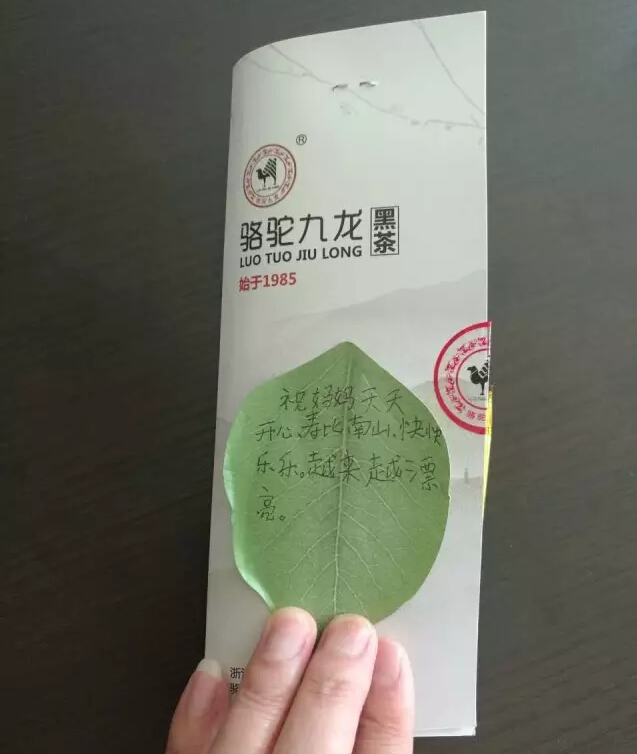 ®
骆驼九龙
黑茶
LUO TUO JIU LONG
始于1985
祝妈妈天天
开心、寿比南山、快快
乐乐。越来越漂
亮。